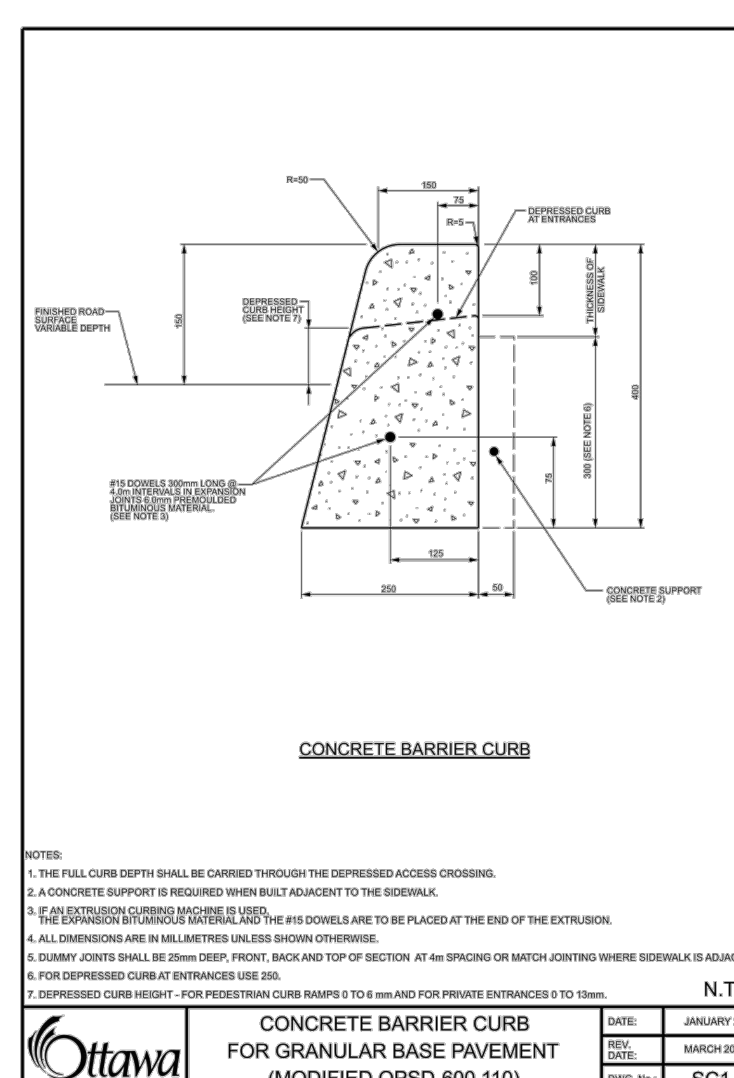 R=50
150
75
R=5
DEPRESSED CURB
AT ENTRANCES
FINISHED ROAD
SURFACE
VARIABLE DEPTH
150
DEPRESSED
CURB HEIGHT
(SEE NOTE 7)
100
THICKNESS OF
SIDEWALK
400
300 (SEE NOTE 6)
75
#15 DOWELS 300mm LONG @
4.0m INTERVALS IN EXPANSION
JOINTS 6.0mm PREMOULDED
BITUMINOUS MATERIAL.
(SEE NOTE 3)
125
250
50
CONCRETE SUPPORT
(SEE NOTE 2)
CONCRETE BARRIER CURB
NOTES:
1. THE FULL CURB DEPTH SHALL BE CARRIED THROUGH THE DEPRESSED ACCESS CROSSING.
2. A CONCRETE SUPPORT IS REQUIRED WHEN BUILT ADJACENT TO THE SIDEWALK.
3. IF AN EXTRUSION CURBING MACHINE IS USED,
THE EXPANSION BITUMINOUS MATERIAL AND THE #15 DOWELS ARE TO BE PLACED AT THE END OF THE EXTRUSION.
4. ALL DIMENSIONS ARE IN MILLIMETRES UNLESS SHOWN OTHERWISE.
5. DUMMY JOINTS SHALL BE 25mm DEEP, FRONT, BACK AND TOP OF SECTION AT 4m SPACING OR MATCH JOINTING WHERE SIDEWALK IS ADJAC
6. FOR DEPRESSED CURB AT ENTRANCES USE 250.
7. DEPRESSED CURB HEIGHT - FOR PEDESTRIAN CURB RAMPS 0 TO 6 mm AND FOR PRIVATE ENTRANCES 0 TO 13mm.
N.T
Ottawa
CONCRETE BARRIER CURB
FOR GRANULAR BASE PAVEMENT
(MODIFIED OPSD-600.110)
DATE: JANUARY
REV.
DATE: MARCH 20
DWG. No.: SC1